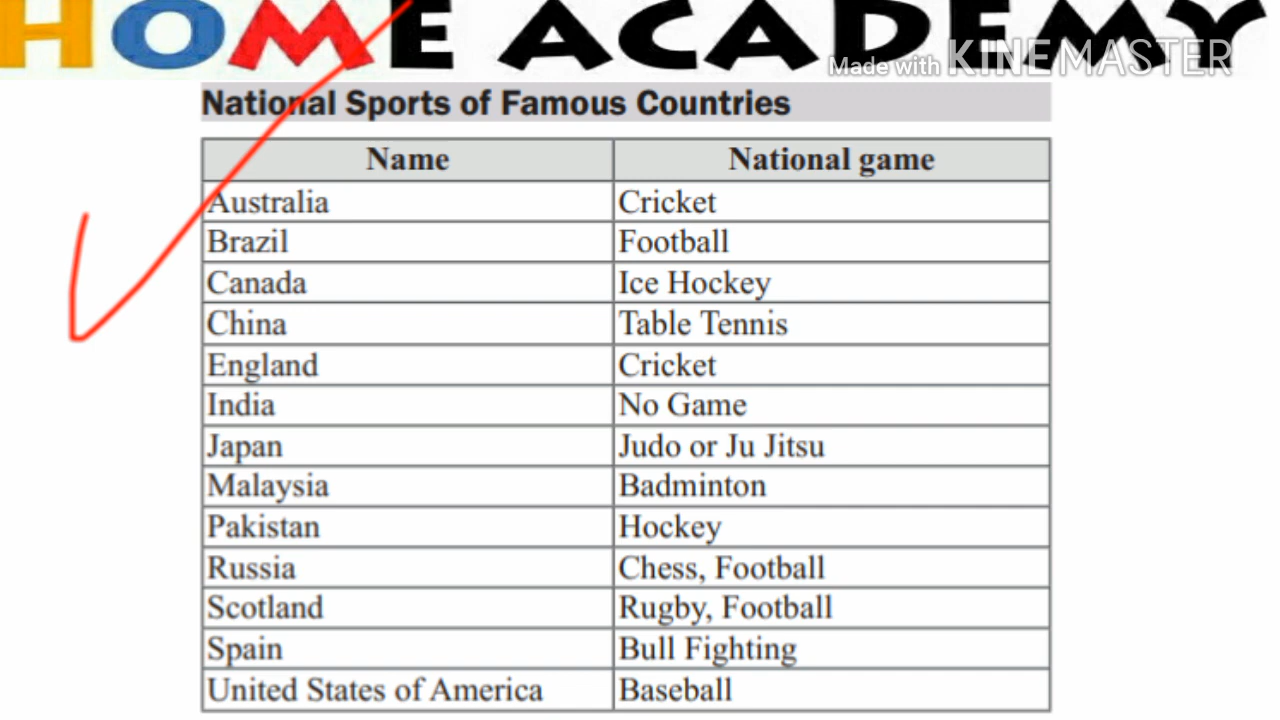 HOME ACADEMY
Made with KINEMASTER
National Sports of Famous Countries
Name National game
Australia Cricket
Brazil Football
Canada Ice Hockey
China Table Tennis
England Cricket
India No Game
Japan Judo or Ju Jitsu
Malaysia Badminton
Pakistan Hockey
Russia Chess, Football
Scotland Rugby, Football
Spain Bull Fighting
United States of America Baseball